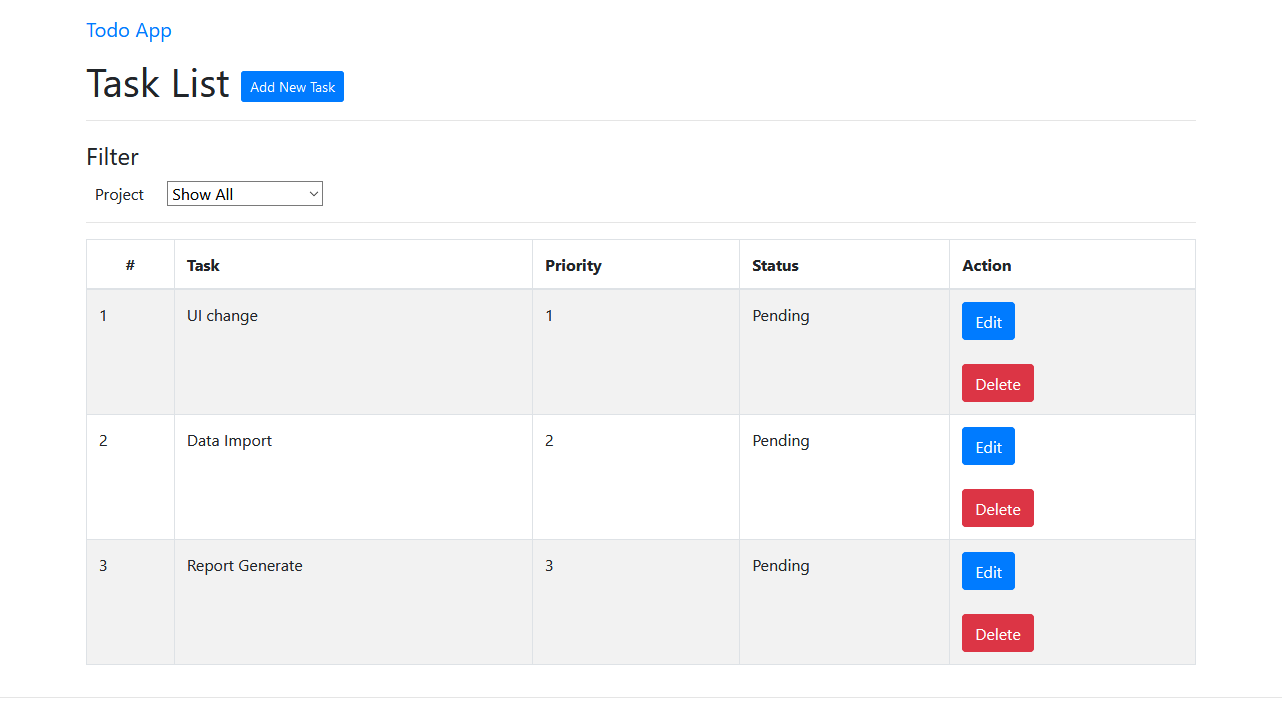 Todo App
Task List Add New Task
Filter
Project Show All
# Task Priority Status Action
1 UI change 1 Pending Edit
Delete
2 Data Import 2 Pending Edit
Delete
3 Report Generate 3 Pending Edit
Delete